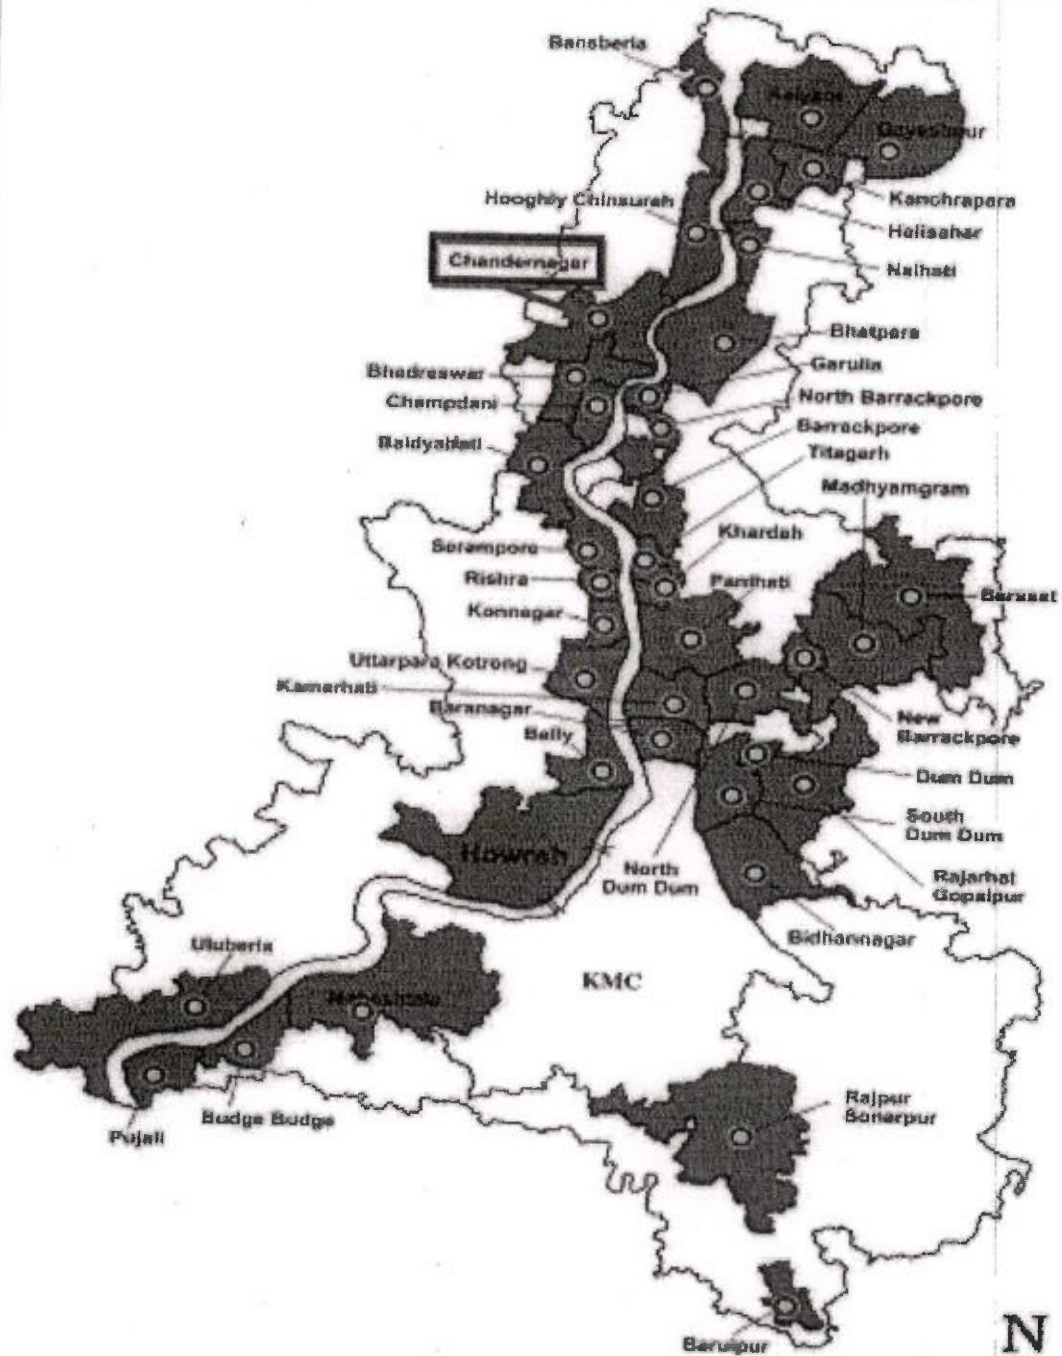 Bansberia
Kalyani
Gayeshpur
Kanchrapara
Hooghly Chinsurah
Halisahar
Chandernagar
Naihati
Bhatpara
Garulia
Bhadreswar
North Barrackpore
Champdani
Barrackpore
Baidyabati
Titagarh
Madhyamgram
Khardah
Serampore
Rishra
Panihati
Barasat
Konnagar
Uttarpara Kotrong
Kamarhati
Baranagar
New
Barrackpore
Bally
Dum Dum
South
Dum Dum
Howrah
North
Dum Dum
Rajarhat
Gopalpur
Bidhannagar
Uluberia
KMC
Maheshtala
Rajpur
Sonarpur
Budge Budge
Pujali
Baruipur
N